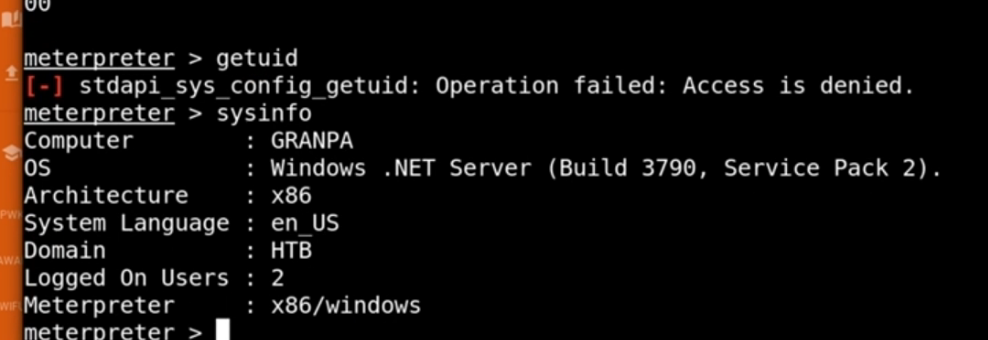 00
meterpreter > getuid
[-] stdapi_sys_config_getuid: Operation failed: Access is denied.
meterpreter > sysinfo
Computer        : GRANPA
OS              : Windows .NET Server (Build 3790, Service Pack 2).
Architecture    : x86
System Language : en_US
Domain          : HTB
Logged On Users : 2
Meterpreter     : x86/windows
meterpreter >